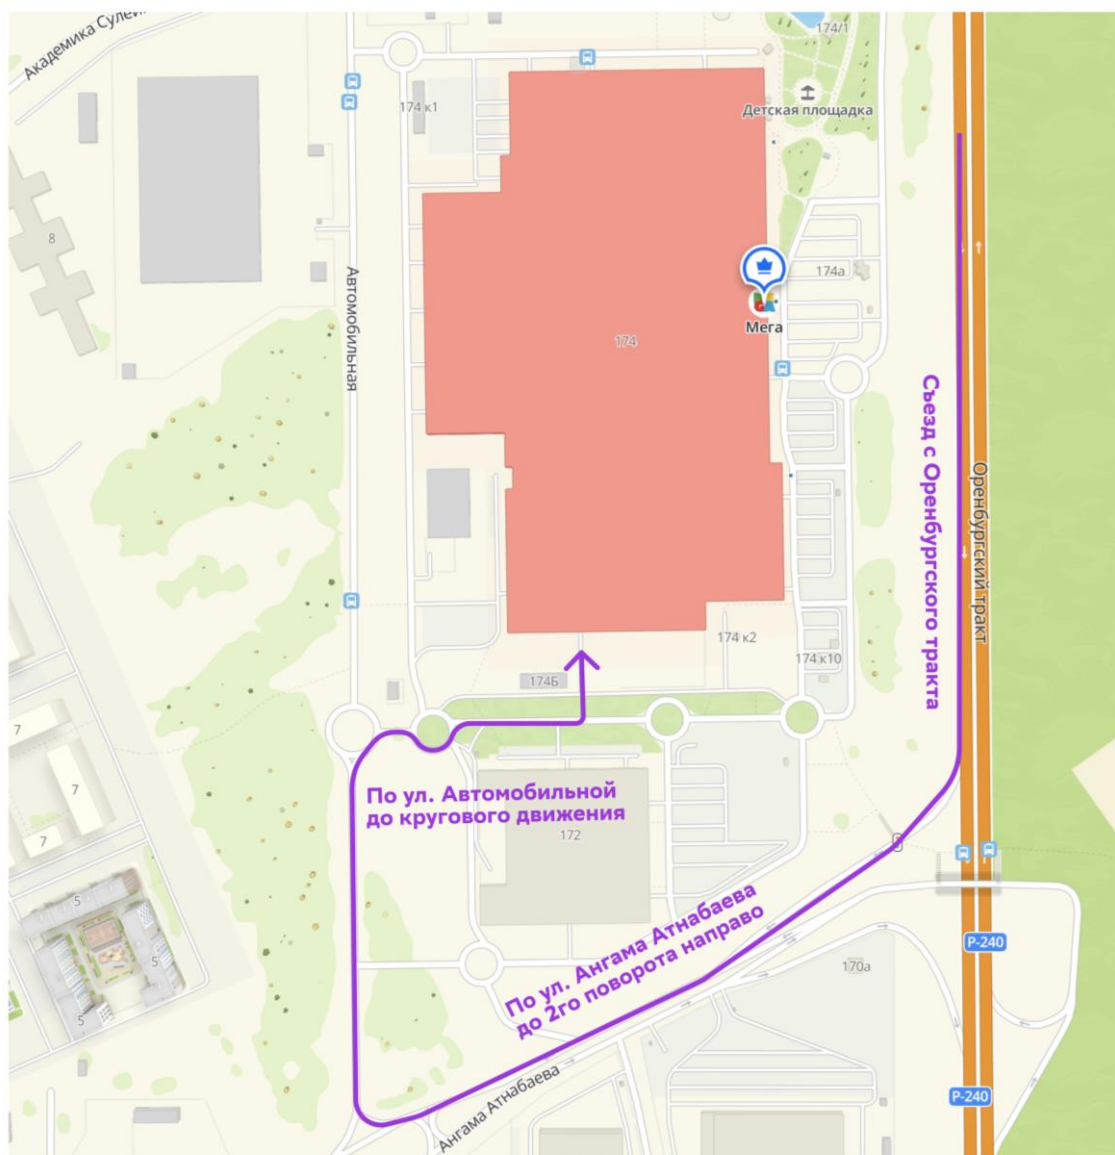 Академика Сулей
174/1
Детская площадка
174 к1
8
Автомобильная
174а
Мега
174
Съезд с Оренбургского тракта
Оренбургский тракт
174 к2
174 к10
174Б
7
7
7
По ул. Автомобильной
до кругового движения
172
5
5
5
По ул. Ангама Атнабаева
до 2го поворота направо
Р-240
170а
Р-240
Ангама Атнабаева